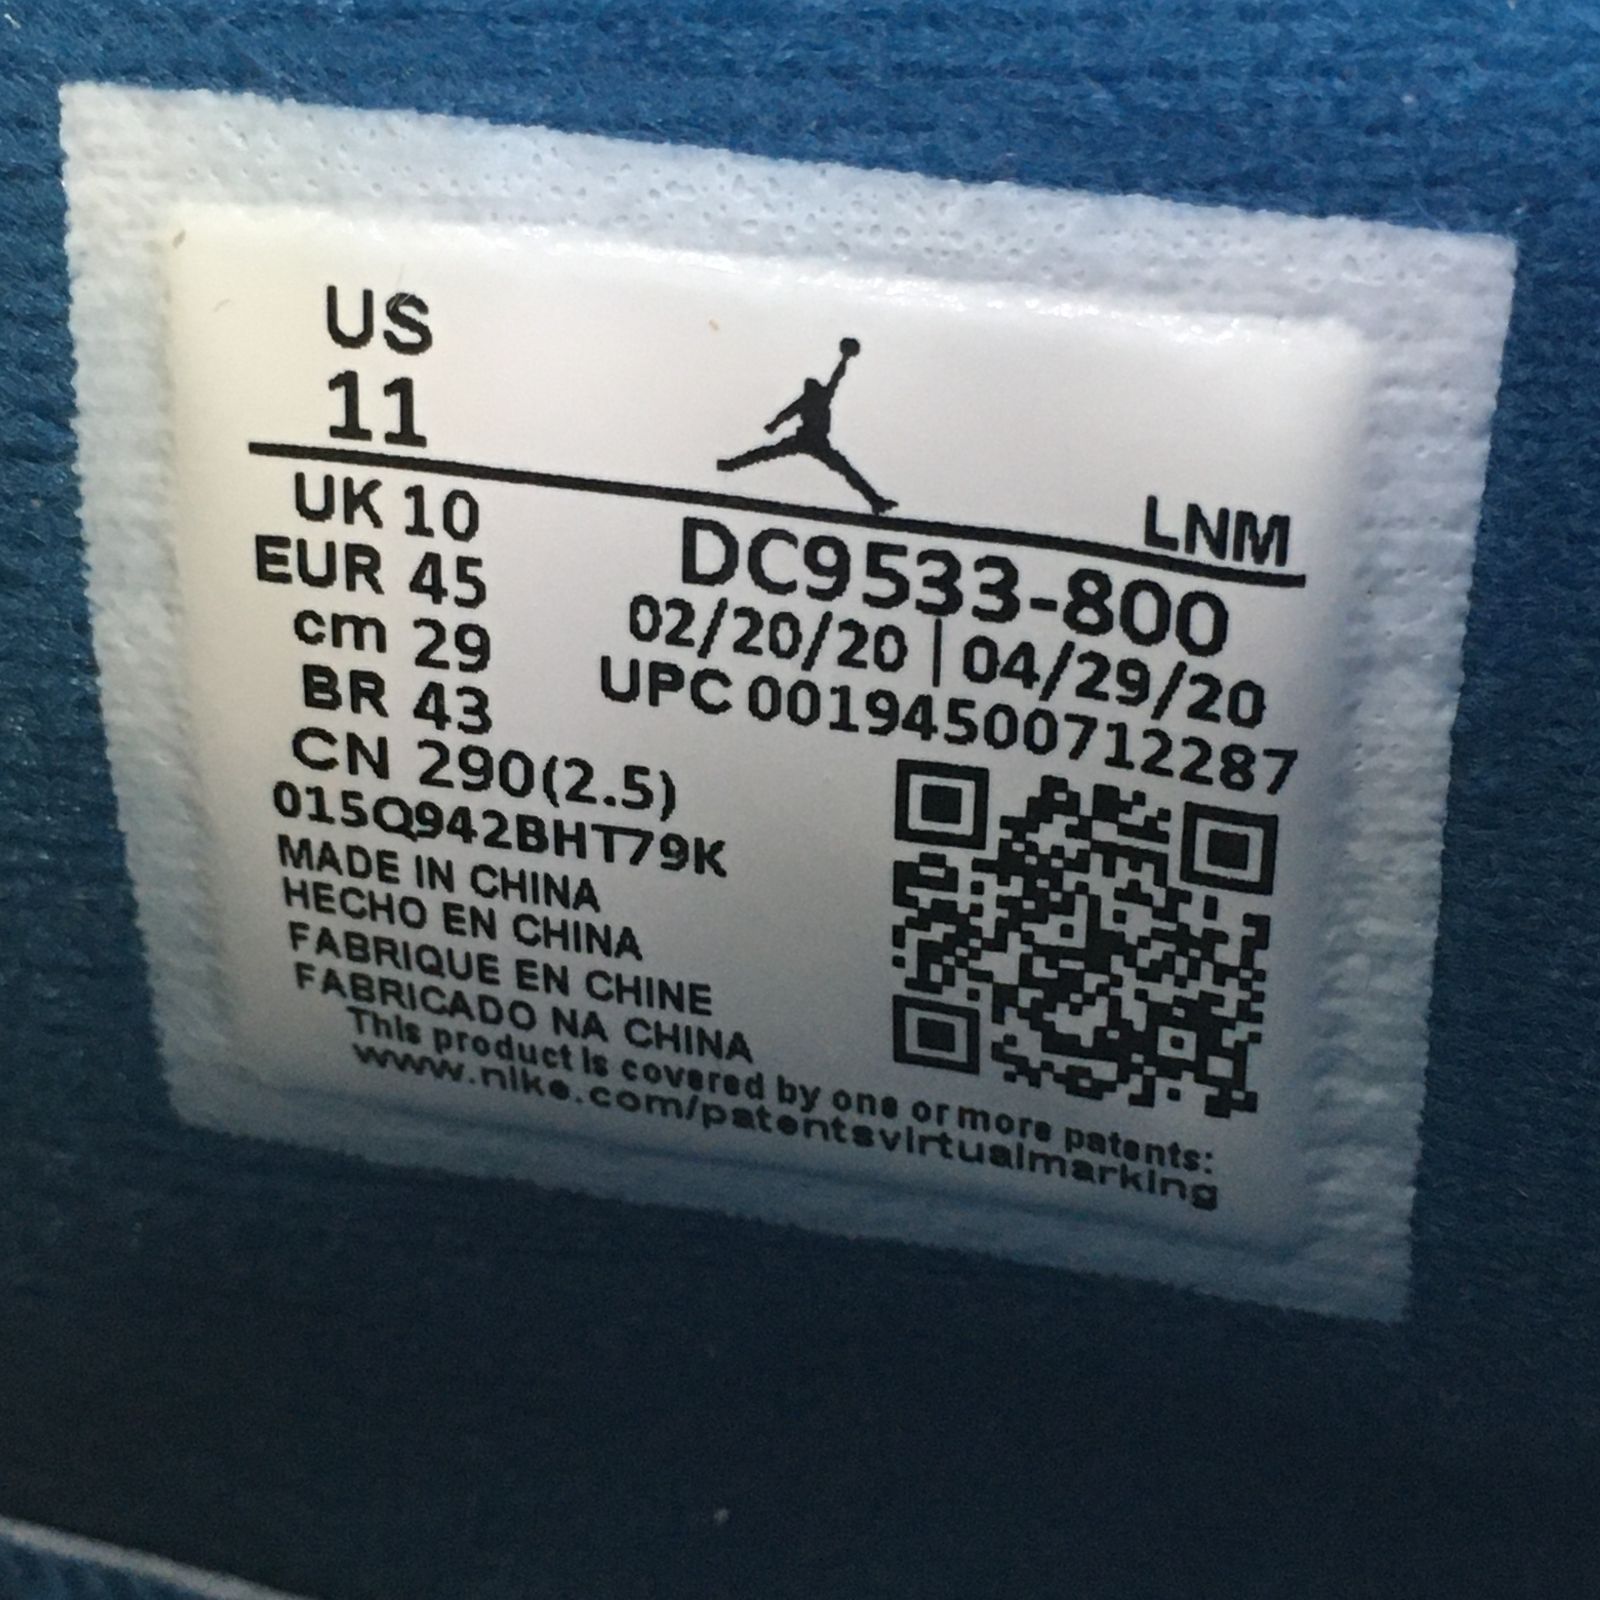 US
11
LNM
UK 10
EUR 45
cm 29
BR 43
CN 290(2.5)
DC9533-800
02/20/20 | 04/29/20
UPC 00194500712287
015Q942BHT79K
MADE IN CHINA
HECHO EN CHINA
FABRIQUE EN CHINE
FABRICADO NA CHINA
This product is covered by one or more patents:
www.nike.com/patentsvirtualmarking